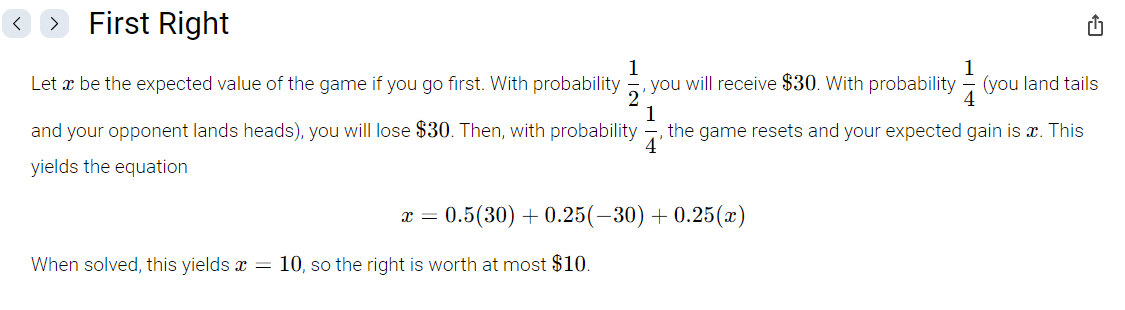 First Right
Let x be the expected value of the game if you go first. With probability 1/2, you will receive $30. With probability 1/4 (you land tails
and your opponent lands heads), you will lose $30. Then, with probability 1/4, the game resets and your expected gain is x. This
yields the equation
x = 0.5(30) + 0.25(−30) + 0.25(x)
When solved, this yields x = 10, so the right is worth at most $10.